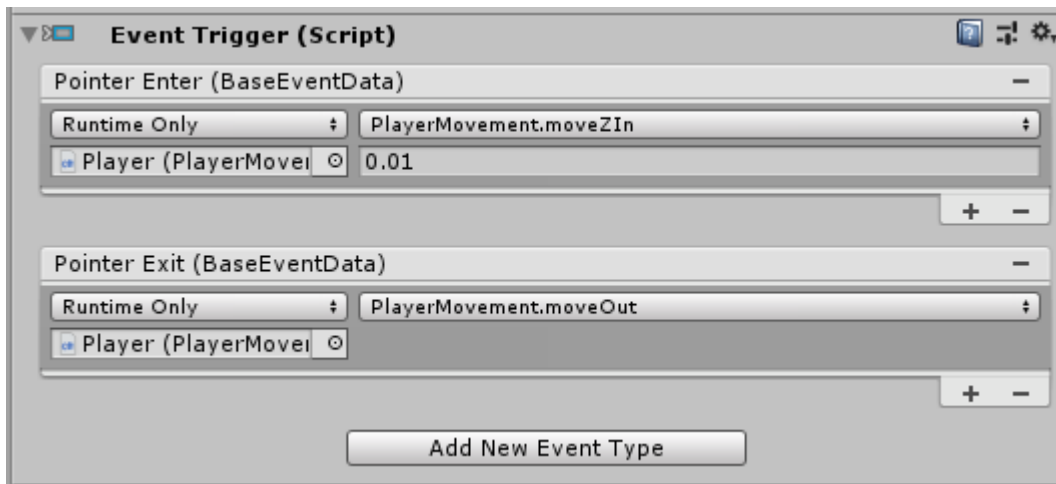 Event Trigger (Script)
Pointer Enter (BaseEventData)
Runtime Only PlayerMovement.moveZIn
Player (PlayerMover 0.01
Pointer Exit (BaseEventData)
Runtime Only PlayerMovement.moveOut
Player (PlayerMover
Add New Event Type